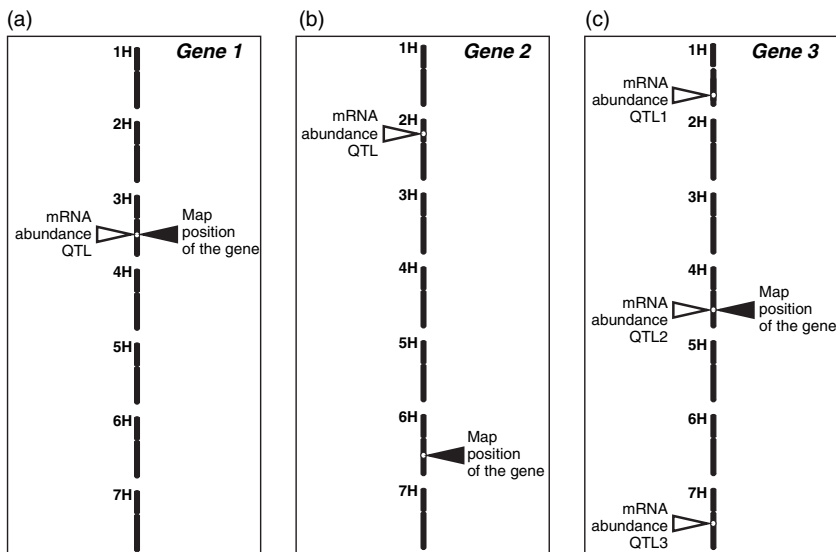 (a)
Gene 1
1H
2H
3H
mRNA
abundance
QTL
Map
position
of the gene
4H
5H
6H
7H
(b)
Gene 2
1H
2H
mRNA
abundance
QTL
3H
4H
5H
6H
Map
position
of the gene
7H
(c)
Gene 3
1H
mRNA
abundance
QTL1
2H
3H
4H
mRNA
abundance
QTL2
Map
position
of the gene
5H
6H
7H
mRNA
abundance
QTL3